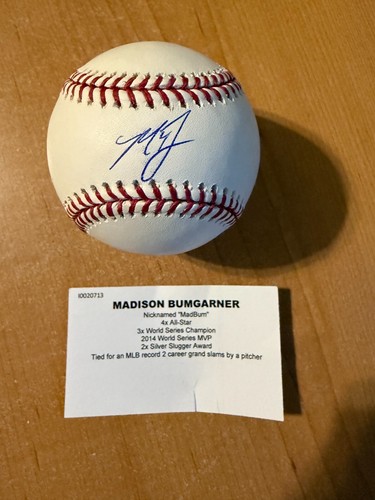 I0020713
MADISON BUMGARNER
Nicknamed "MadBum"
4x All-Star
3x World Series Champion
2014 World Series MVP
2x Silver Slugger Award
Tied for an MLB record 2 career grand slams by a pitcher